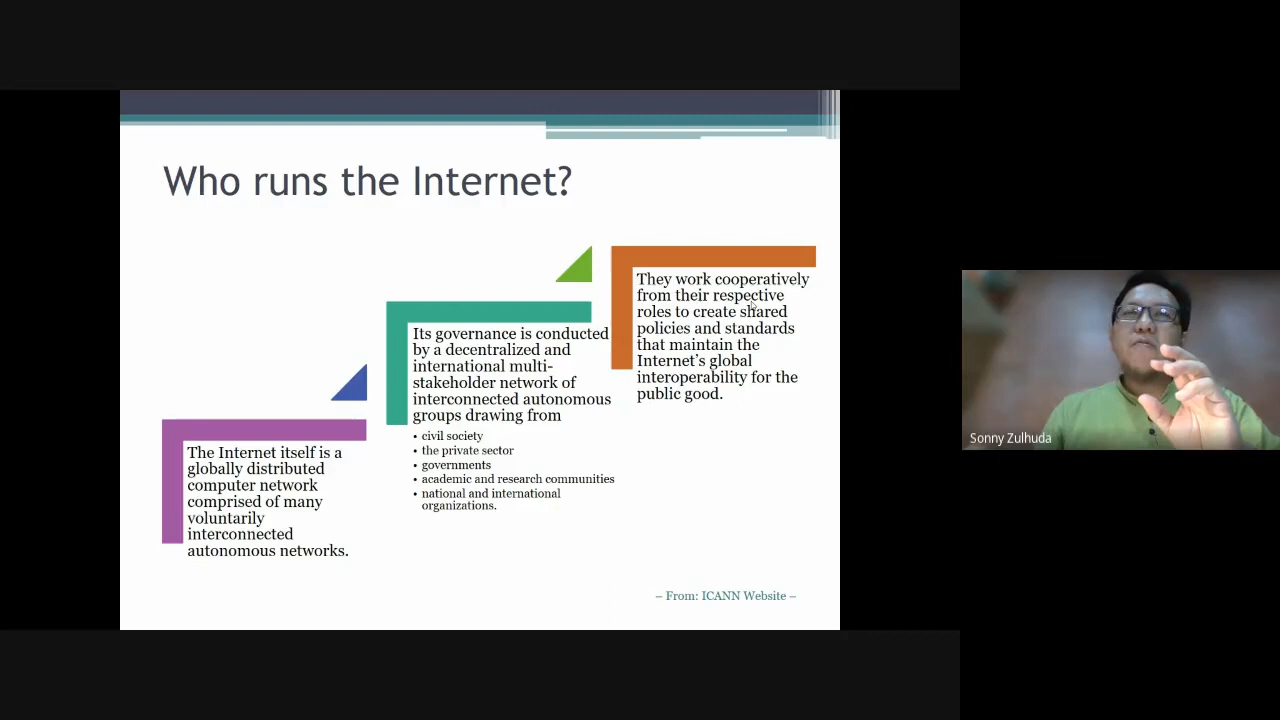 Who runs the Internet?
The Internet itself is a
globally distributed
computer network
comprised of many
voluntarily
interconnected
autonomous networks.
Its governance is conducted
by a decentralized and
international multi-
stakeholder network of
interconnected autonomous
groups drawing from
• civil society
• the private sector
• governments
• academic and research communities
• national and international
organizations.
They work cooperatively
from their respective
roles to create shared
policies and standards
that maintain the
Internet's global
interoperability for the
public good.
– From: ICANN Website –
Sonny Zulhuda